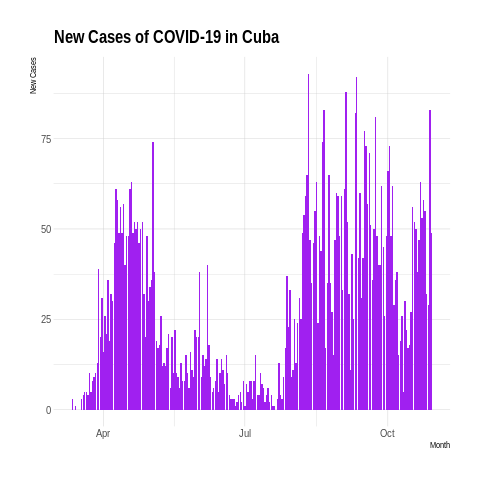 New Cases of COVID-19 in Cuba
New Cases
75
50
25
0
Apr
Jul
Oct
Month